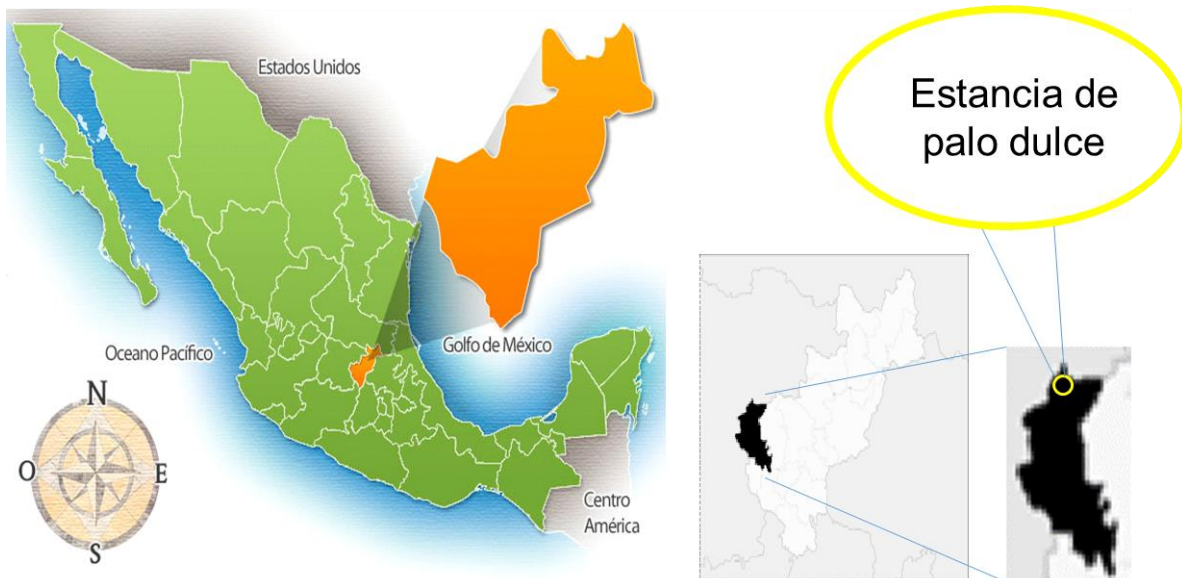 Estados Unidos
Estancia de
palo dulce
Golfo de México
Oceano Pacífico
N
O
E
S
Centro
América